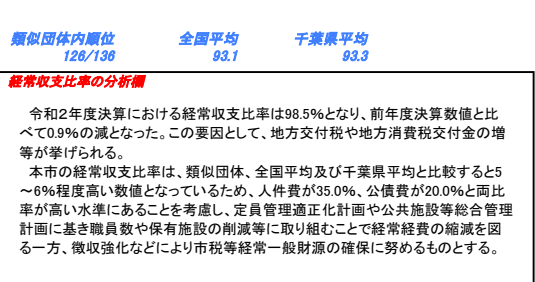 類似団体内順位 全国平均 千葉県平均
126/136 93.1 93.3
経常収支比率の分析欄
令和2年度決算における経常収支比率は98.5%となり、前年度決算数値と比
べて0.9%の減となった。この要因として、地方交付税や地方消費税交付金の増
等が挙げられる。
本市の経常収支比率は、類似団体、全国平均及び千葉県平均と比較すると5
～6%程度高い数値となっているため、人件費が35.0%、公債費が20.0%と両比
率が高い水準にあることを考慮し、定員管理適正化計画や公共施設等総合管理
計画に基き職員数や保有施設の削減等に取り組むことで経常経費の縮減を図
る一方、徴収強化などにより市税等経常一般財源の確保に努めるものとする。